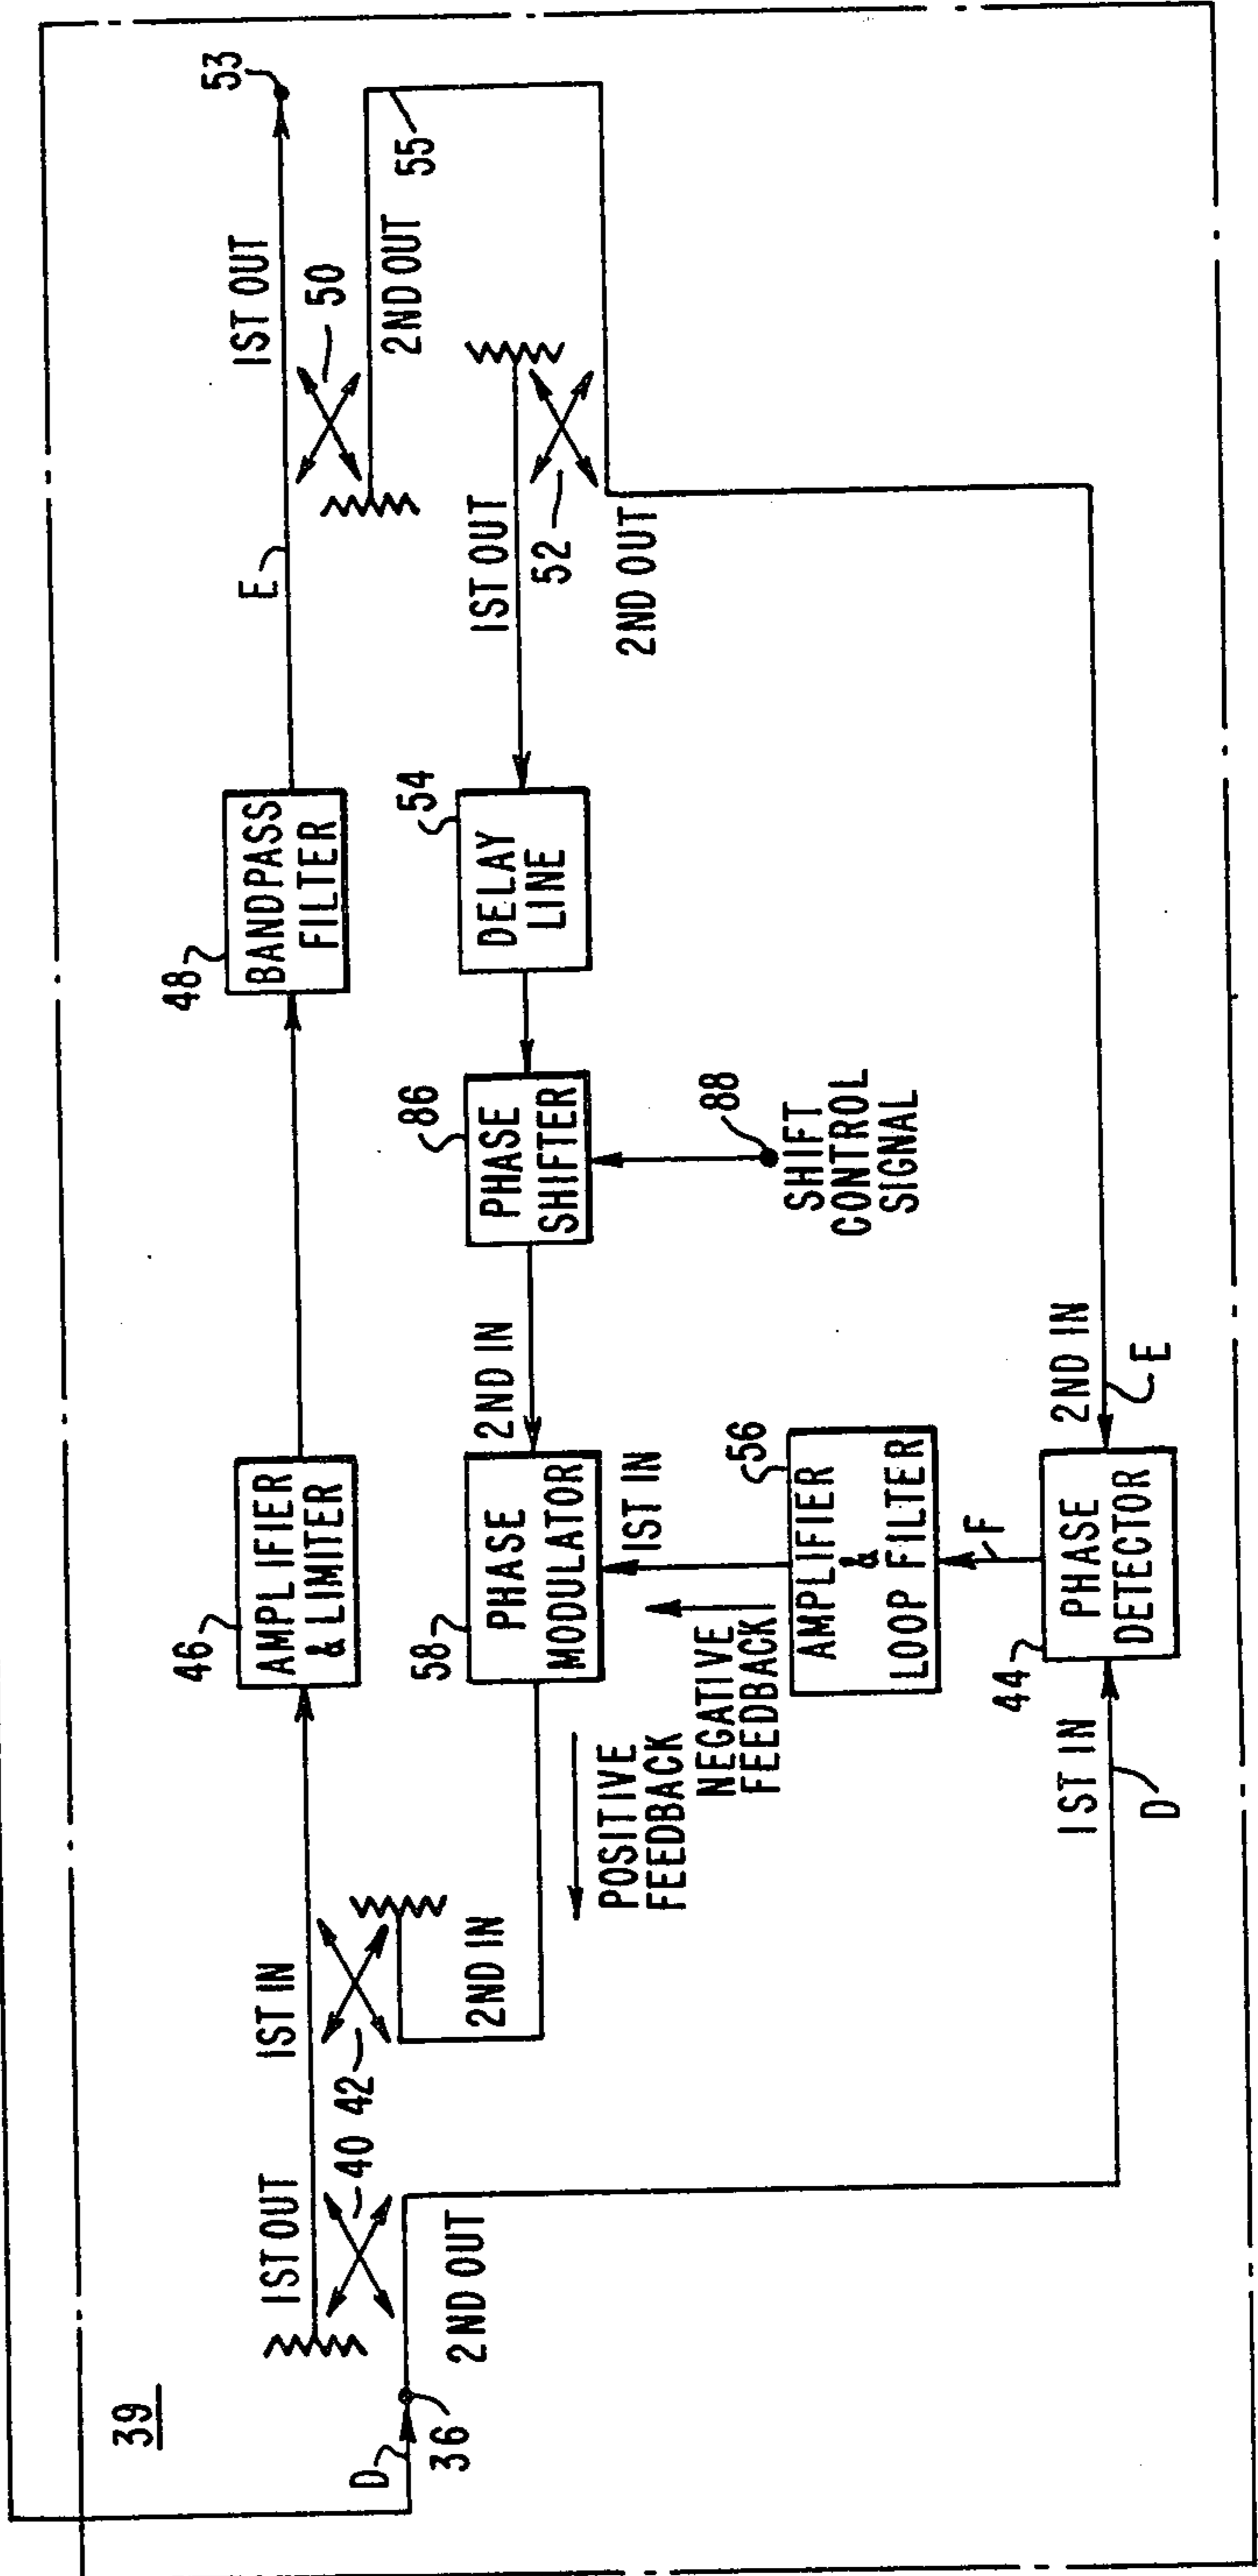 39
D
36
1ST OUT
40
2ND OUT
1ST IN
42
2ND IN
46
AMPLIFIER
& LIMITER
48
BANDPASS
FILTER
E
1ST OUT
53
50
2ND OUT
55
1ST OUT
52
2ND OUT
54
DELAY
LINE
86
PHASE
SHIFTER
88
SHIFT
CONTROL
SIGNAL
2ND IN
58
PHASE
MODULATOR
1ST IN
POSITIVE
FEEDBACK
NEGATIVE
FEEDBACK
56
AMPLIFIER
&
LOOP FILTER
F
44
PHASE
DETECTOR
1ST IN
D
2ND IN
E